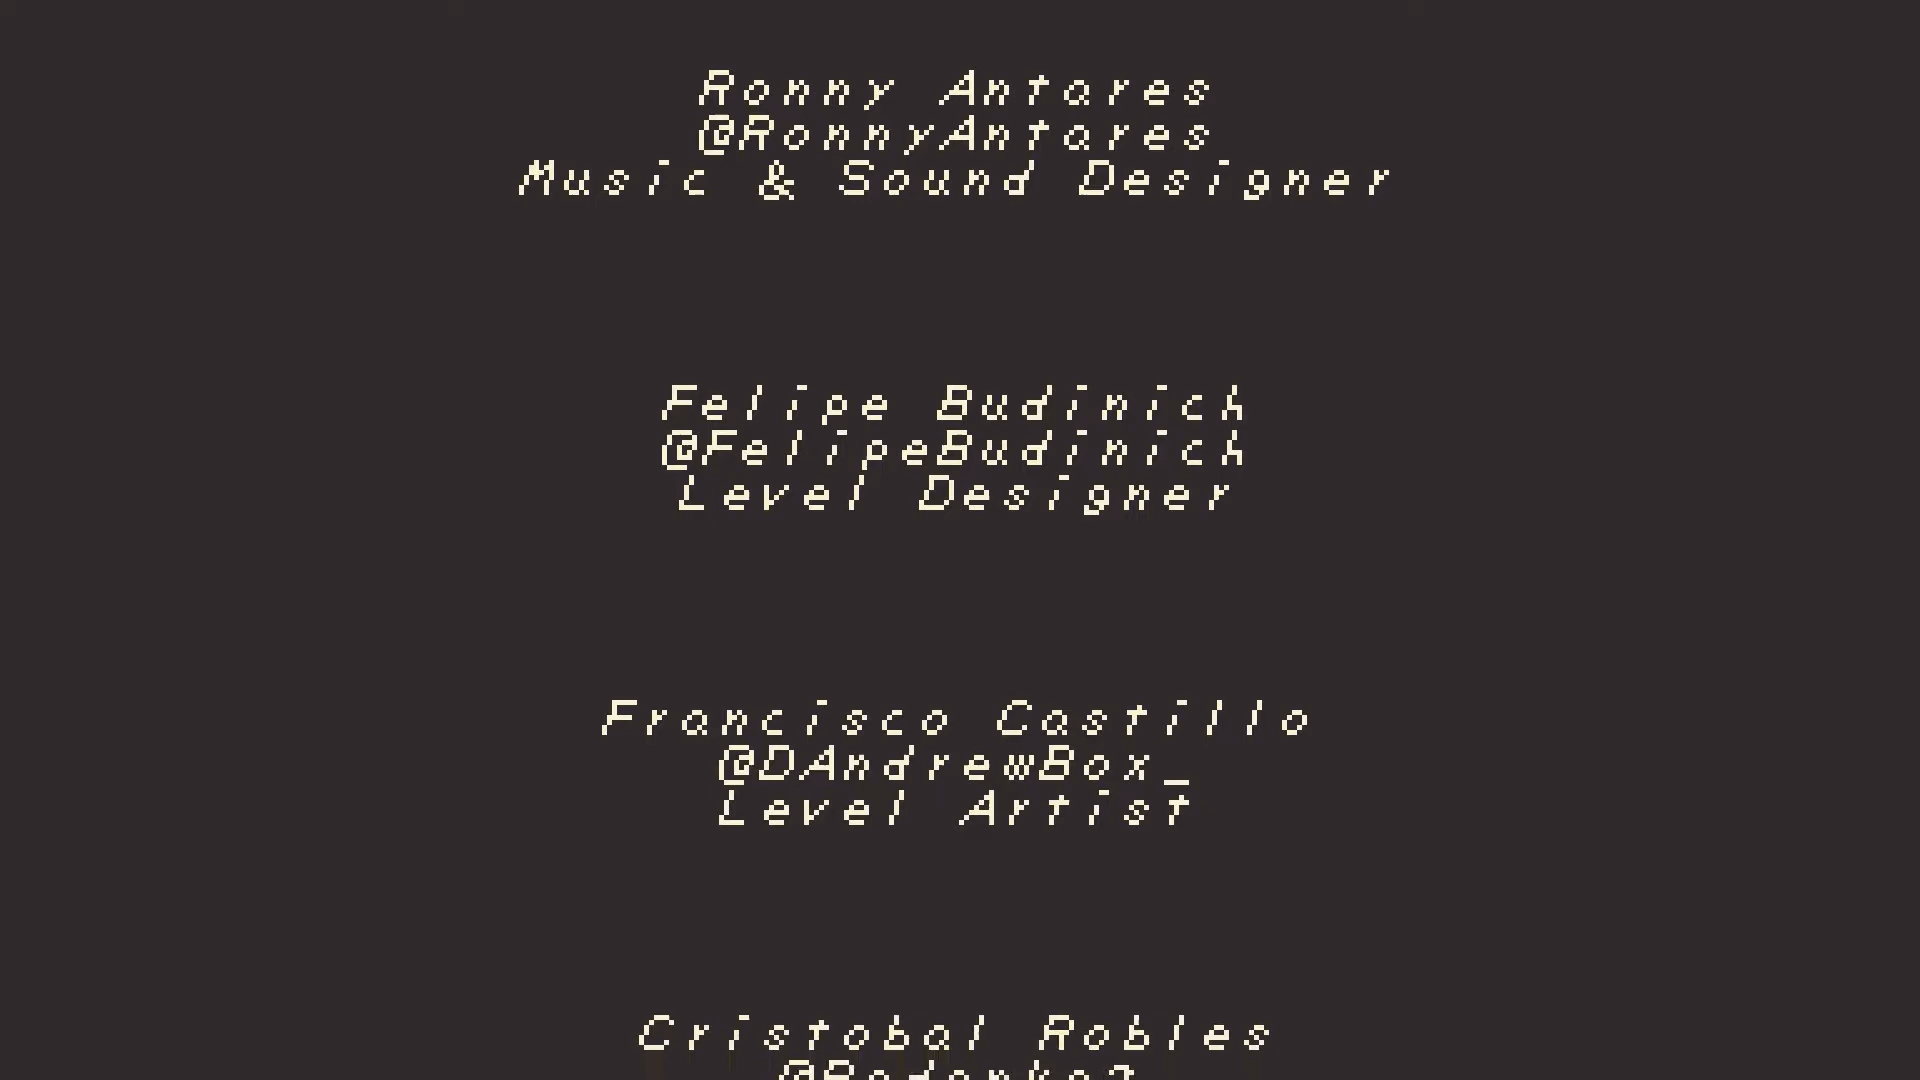 Ronny Antares
@RonnyAntares
Music & Sound Designer
Felipe Budinich
@FelipeBudinich
Level Designer
Francisco Castillo
@DAndrewBox_
Level Artist
Cristobal Robles